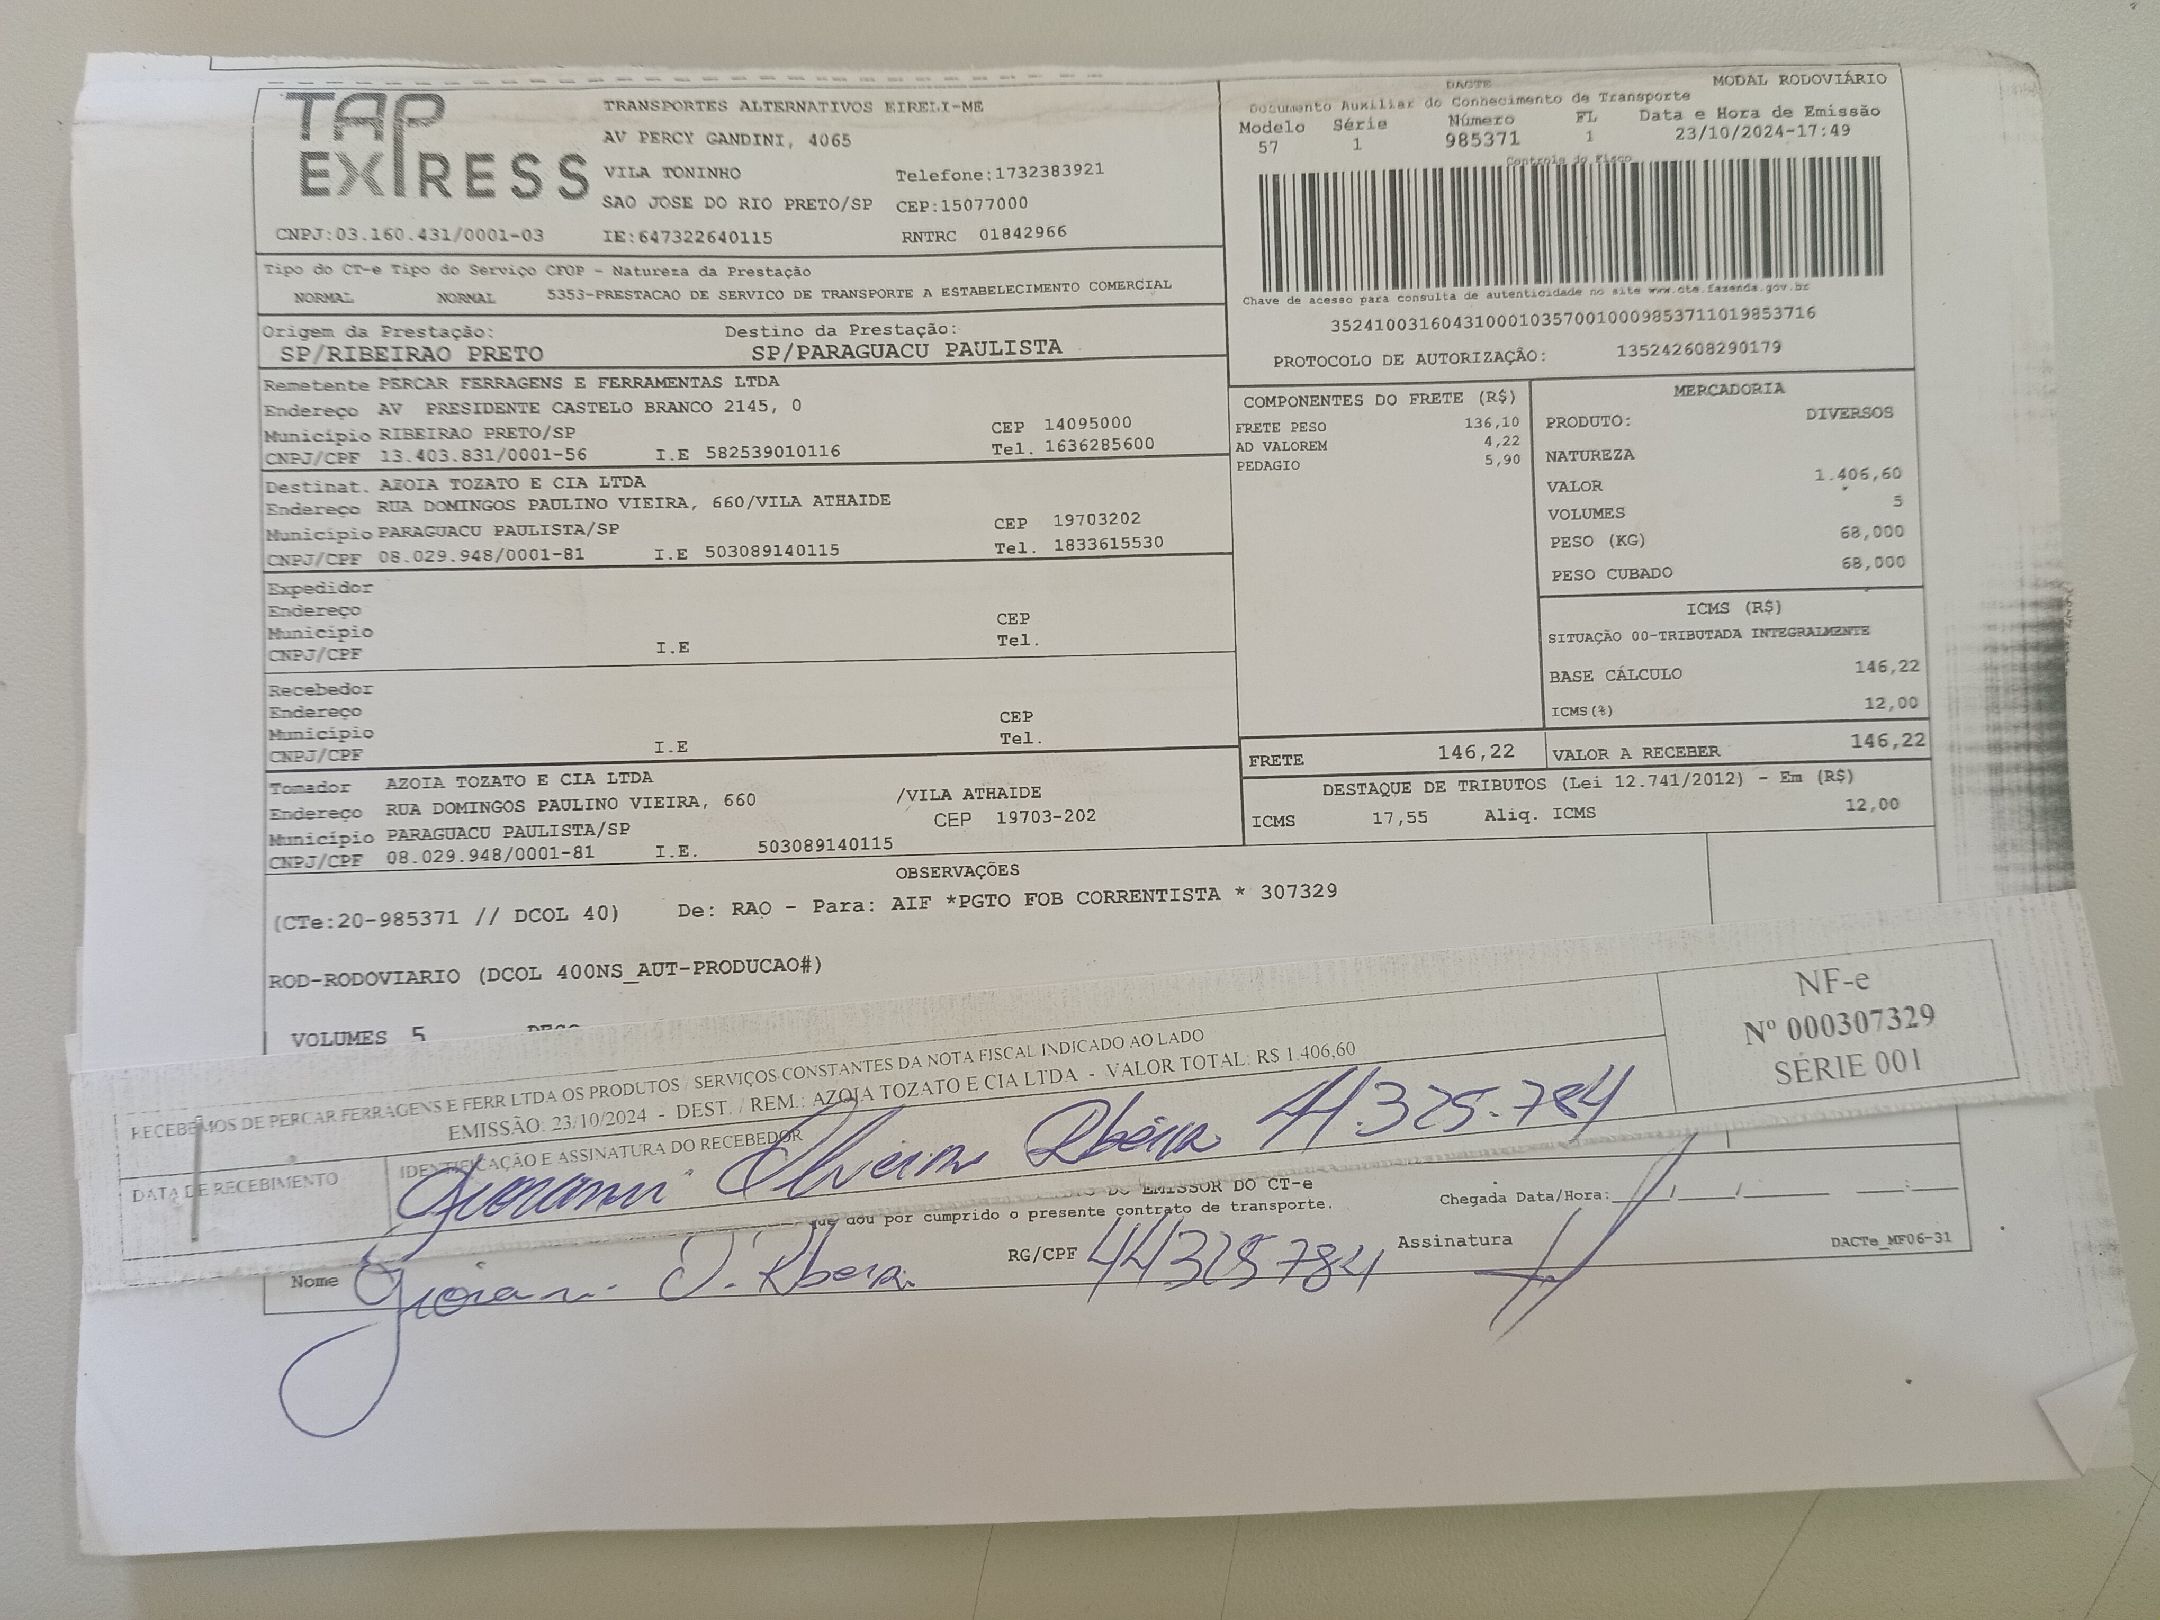 TAP EXPRESS
TRANSPORTES ALTERNATIVOS EIRELI-ME
AV PERCY GANDINI, 4065
VILA TONINHO Telefone:1732383921
SAO JOSE DO RIO PRETO/SP CEP:15077000
CNPJ:03.160.431/0001-03 IE:647322640115 RNTRC 01842966
DACTE MODAL RODOVIÁRIO
Documento Auxiliar do Conhecimento de Transporte
Modelo Série Número FL Data e Hora de Emissão
57 1 985371 1 23/10/2024-17:49
Controle do Fisco
Chave de acesso para consulta de autenticidade no site www.cte.fazenda.gov.br
35241003160431000103570010009853711019853716
PROTOCOLO DE AUTORIZAÇÃO: 135242608290179
Tipo do CT-e Tipo do Serviço CFOP - Natureza da Prestação
NORMAL NORMAL 5353-PRESTACAO DE SERVICO DE TRANSPORTE A ESTABELECIMENTO COMERCIAL
Origem da Prestação: Destino da Prestação:
SP/RIBEIRAO PRETO SP/PARAGUACU PAULISTA
Remetente PERCAR FERRAGENS E FERRAMENTAS LTDA
Endereço AV PRESIDENTE CASTELO BRANCO 2145, 0
Município RIBEIRAO PRETO/SP CEP 14095000
CNPJ/CPF 13.403.831/0001-56 I.E 582539010116 Tel. 1636285600
Destinat. AZOIA TOZATO E CIA LTDA
Endereço RUA DOMINGOS PAULINO VIEIRA, 660/VILA ATHAIDE
Município PARAGUACU PAULISTA/SP CEP 19703202
CNPJ/CPF 08.029.948/0001-81 I.E 503089140115 Tel. 1833615530
Expedidor
Endereço
Município CEP
CNPJ/CPF I.E Tel.
Recebedor
Endereço
Município CEP
CNPJ/CPF I.E Tel.
Tomador AZOIA TOZATO E CIA LTDA
Endereço RUA DOMINGOS PAULINO VIEIRA, 660 /VILA ATHAIDE
Município PARAGUACU PAULISTA/SP CEP 19703-202
CNPJ/CPF 08.029.948/0001-81 I.E. 503089140115
COMPONENTES DO FRETE (R$)
FRETE PESO 136,10
AD VALOREM 4,22
PEDAGIO 5,90
MERCADORIA
PRODUTO: DIVERSOS
NATUREZA
VALOR 1.406,60
VOLUMES 5
PESO (KG) 68,000
PESO CUBADO 68,000
ICMS (R$)
SITUAÇÃO 00-TRIBUTADA INTEGRALMENTE
BASE CÁLCULO 146,22
ICMS(%) 12,00
FRETE 146,22 VALOR A RECEBER 146,22
DESTAQUE DE TRIBUTOS (Lei 12.741/2012) - Em (R$)
ICMS 17,55 Aliq. ICMS 12,00
OBSERVAÇÕES
(CTe:20-985371 // DCOL 40) De: RAO - Para: AIF *PGTO FOB CORRENTISTA * 307329
ROD-RODOVIARIO (DCOL 400NS_AUT-PRODUCAO#)
VOLUMES 5
RECEBEMOS DE PERCAR FERRAGENS E FERR LTDA OS PRODUTOS / SERVIÇOS CONSTANTES DA NOTA FISCAL INDICADO AO LADO
EMISSÃO: 23/10/2024 - DEST. / REM.: AZOIA TOZATO E CIA LTDA - VALOR TOTAL: R$ 1.406,60
NF-e
Nº 000307329
SÉRIE 001
DATA DE RECEBIMENTO IDENTIFICAÇÃO E ASSINATURA DO RECEBEDOR
Giovanni Oliveira Ribeiro 44.325.784
DO EMISSOR DO CT-e
que dou por cumprido o presente contrato de transporte.
Chegada Data/Hora:___/___/___ ___:___
Nome Giovanni O. Ribeiro RG/CPF 44325784 Assinatura
DACTe_MF06-31